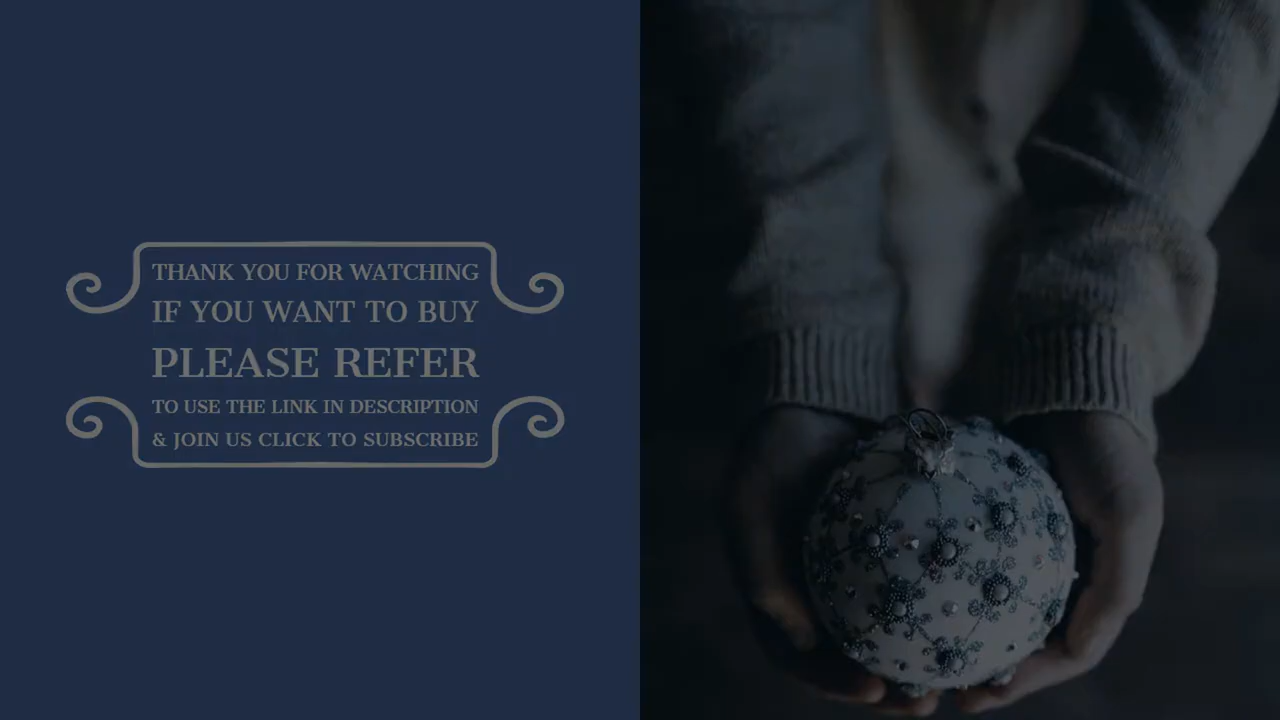 THANK YOU FOR WATCHING
IF YOU WANT TO BUY
PLEASE REFER
TO USE THE LINK IN DESCRIPTION
& JOIN US CLICK TO SUBSCRIBE